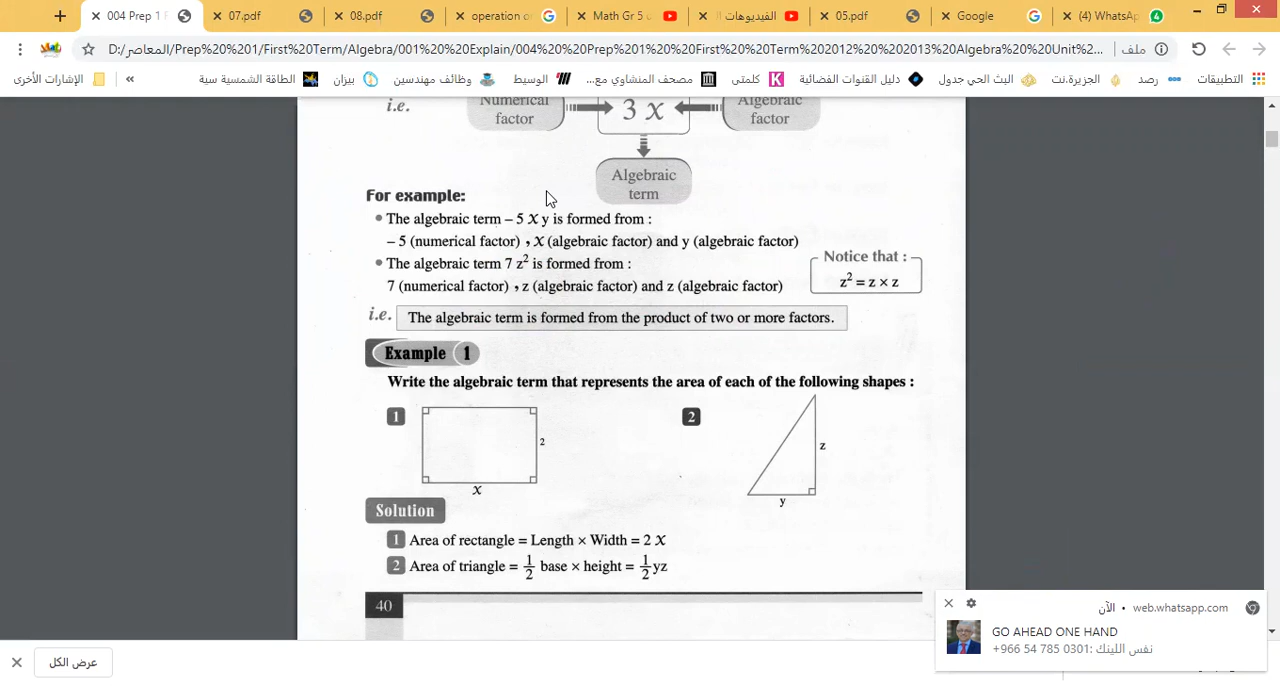 004 Prep 1 F
07.pdf
08.pdf
operation on
Math Gr 5
الفيديوهات !!
05.pdf
Google
(4) WhatsAp
D:/المعاصر/Prep%20%201/First%20Term/Algebra/001%20%20Explain/004%20%20Prep%201%20%20First%20%20Term%202012%20%202013%20Algebra%20%20Unit%...
ملف
التطبيقات
رصد
الجزيرة.نت
البث الحي جدول
دليل القنوات الفضائية
كلمتى
مصحف المنشاوي مع...
الوسيط
وظائف مهندسين
بيزان
الطاقة الشمسية سية
»
الإشارات الأخرى
i.e.
Numerical factor
3 x
Algebraic factor
Algebraic term
For example:
• The algebraic term – 5 x y is formed from :
– 5 (numerical factor) , x (algebraic factor) and y (algebraic factor)
• The algebraic term 7 z² is formed from :
7 (numerical factor) , z (algebraic factor) and z (algebraic factor)
Notice that :
z² = z × z
i.e. The algebraic term is formed from the product of two or more factors.
Example 1
Write the algebraic term that represents the area of each of the following shapes :
1
2
x
2
z
y
Solution
1 Area of rectangle = Length × Width = 2 x
2 Area of triangle = 1/2 base × height = 1/2 yz
40
web.whatsapp.com • الآن
GO AHEAD ONE HAND
+966 54 785 0301: نفس اللينك
عرض الكل